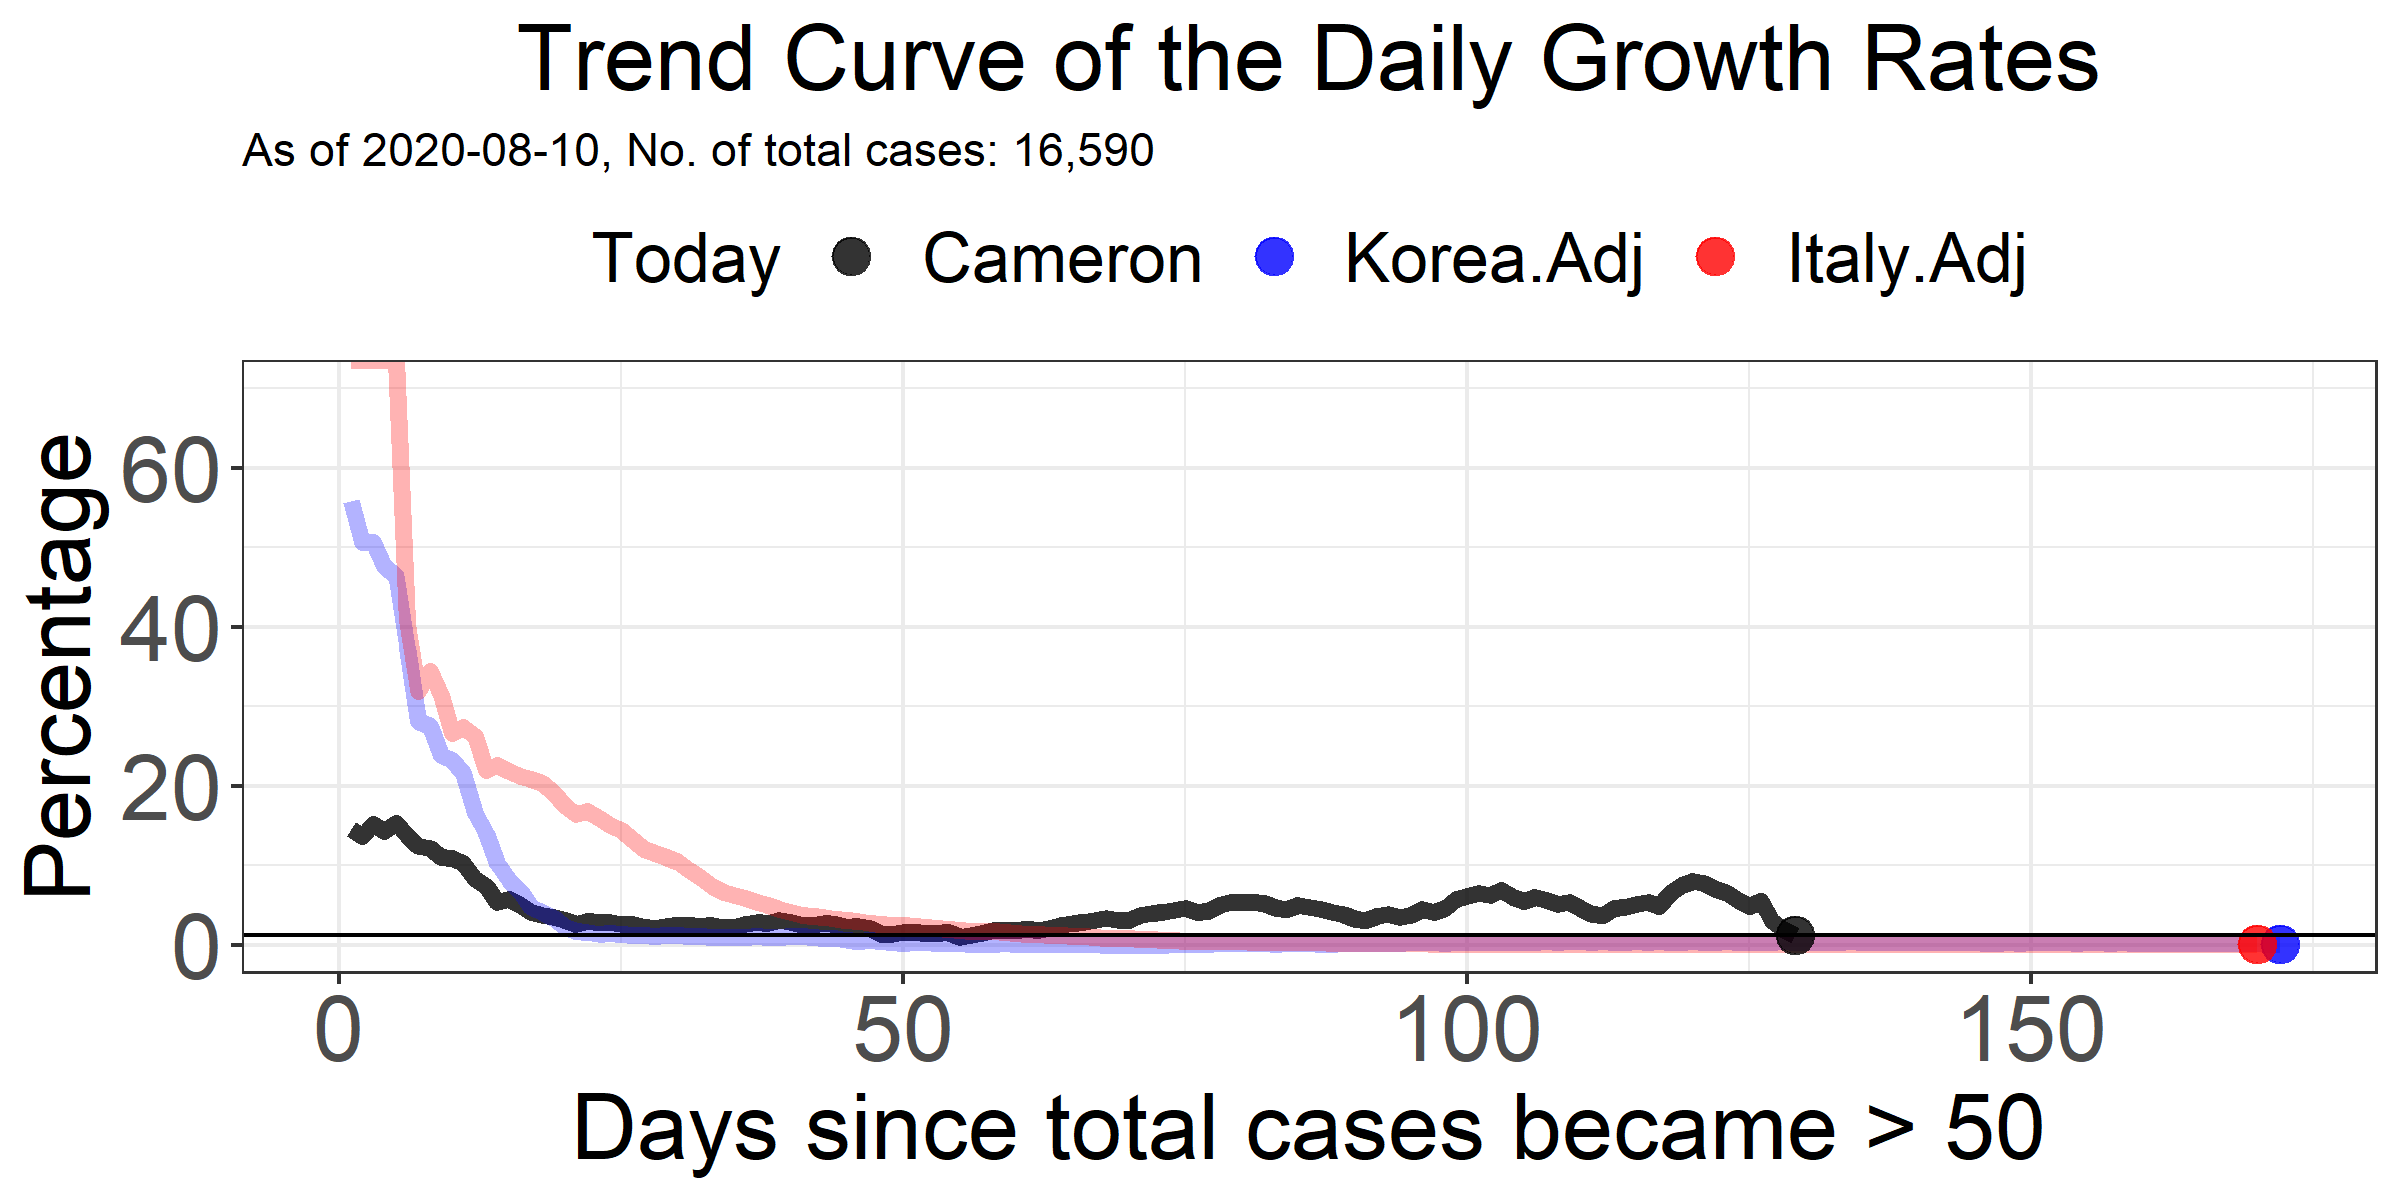 Trend Curve of the Daily Growth Rates
As of 2020-08-10, No. of total cases: 16,590
Today Cameron Korea.Adj Italy.Adj
Percentage
60
40
20
0
0 50 100 150
Days since total cases became > 50